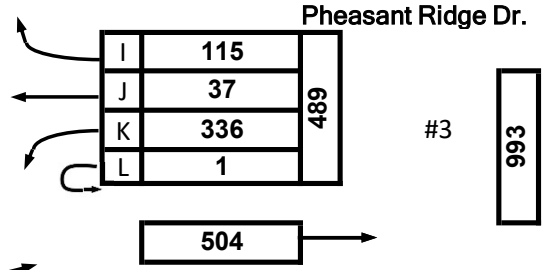 Pheasant Ridge Dr.
I 115
J 37
K 336
L 1
489
#3
993
504